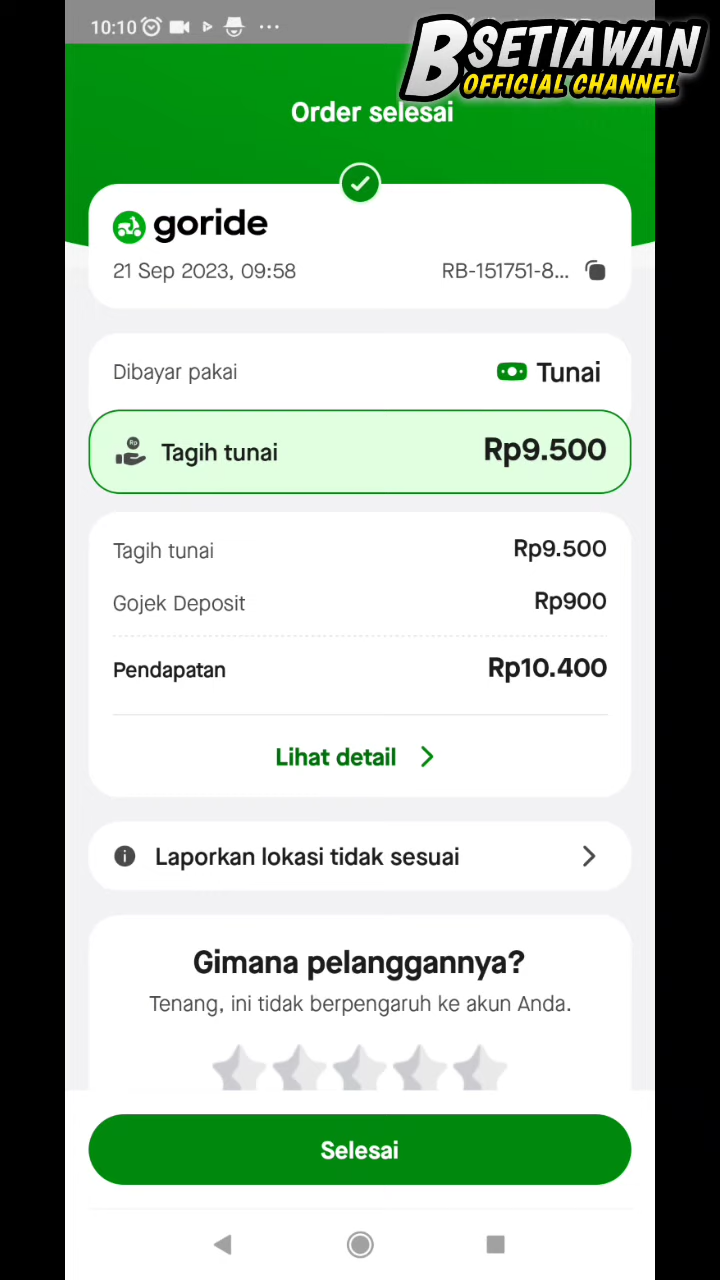 10:10
BSETIAWAN
OFFICIAL CHANNEL
Order selesai
goride
21 Sep 2023, 09:58
RB-151751-8...
Dibayar pakai
Tunai
Rp
Tagih tunai
Rp9.500
Tagih tunai
Rp9.500
Gojek Deposit
Rp900
Pendapatan
Rp10.400
Lihat detail
Laporkan lokasi tidak sesuai
Gimana pelanggannya?
Tenang, ini tidak berpengaruh ke akun Anda.
Selesai